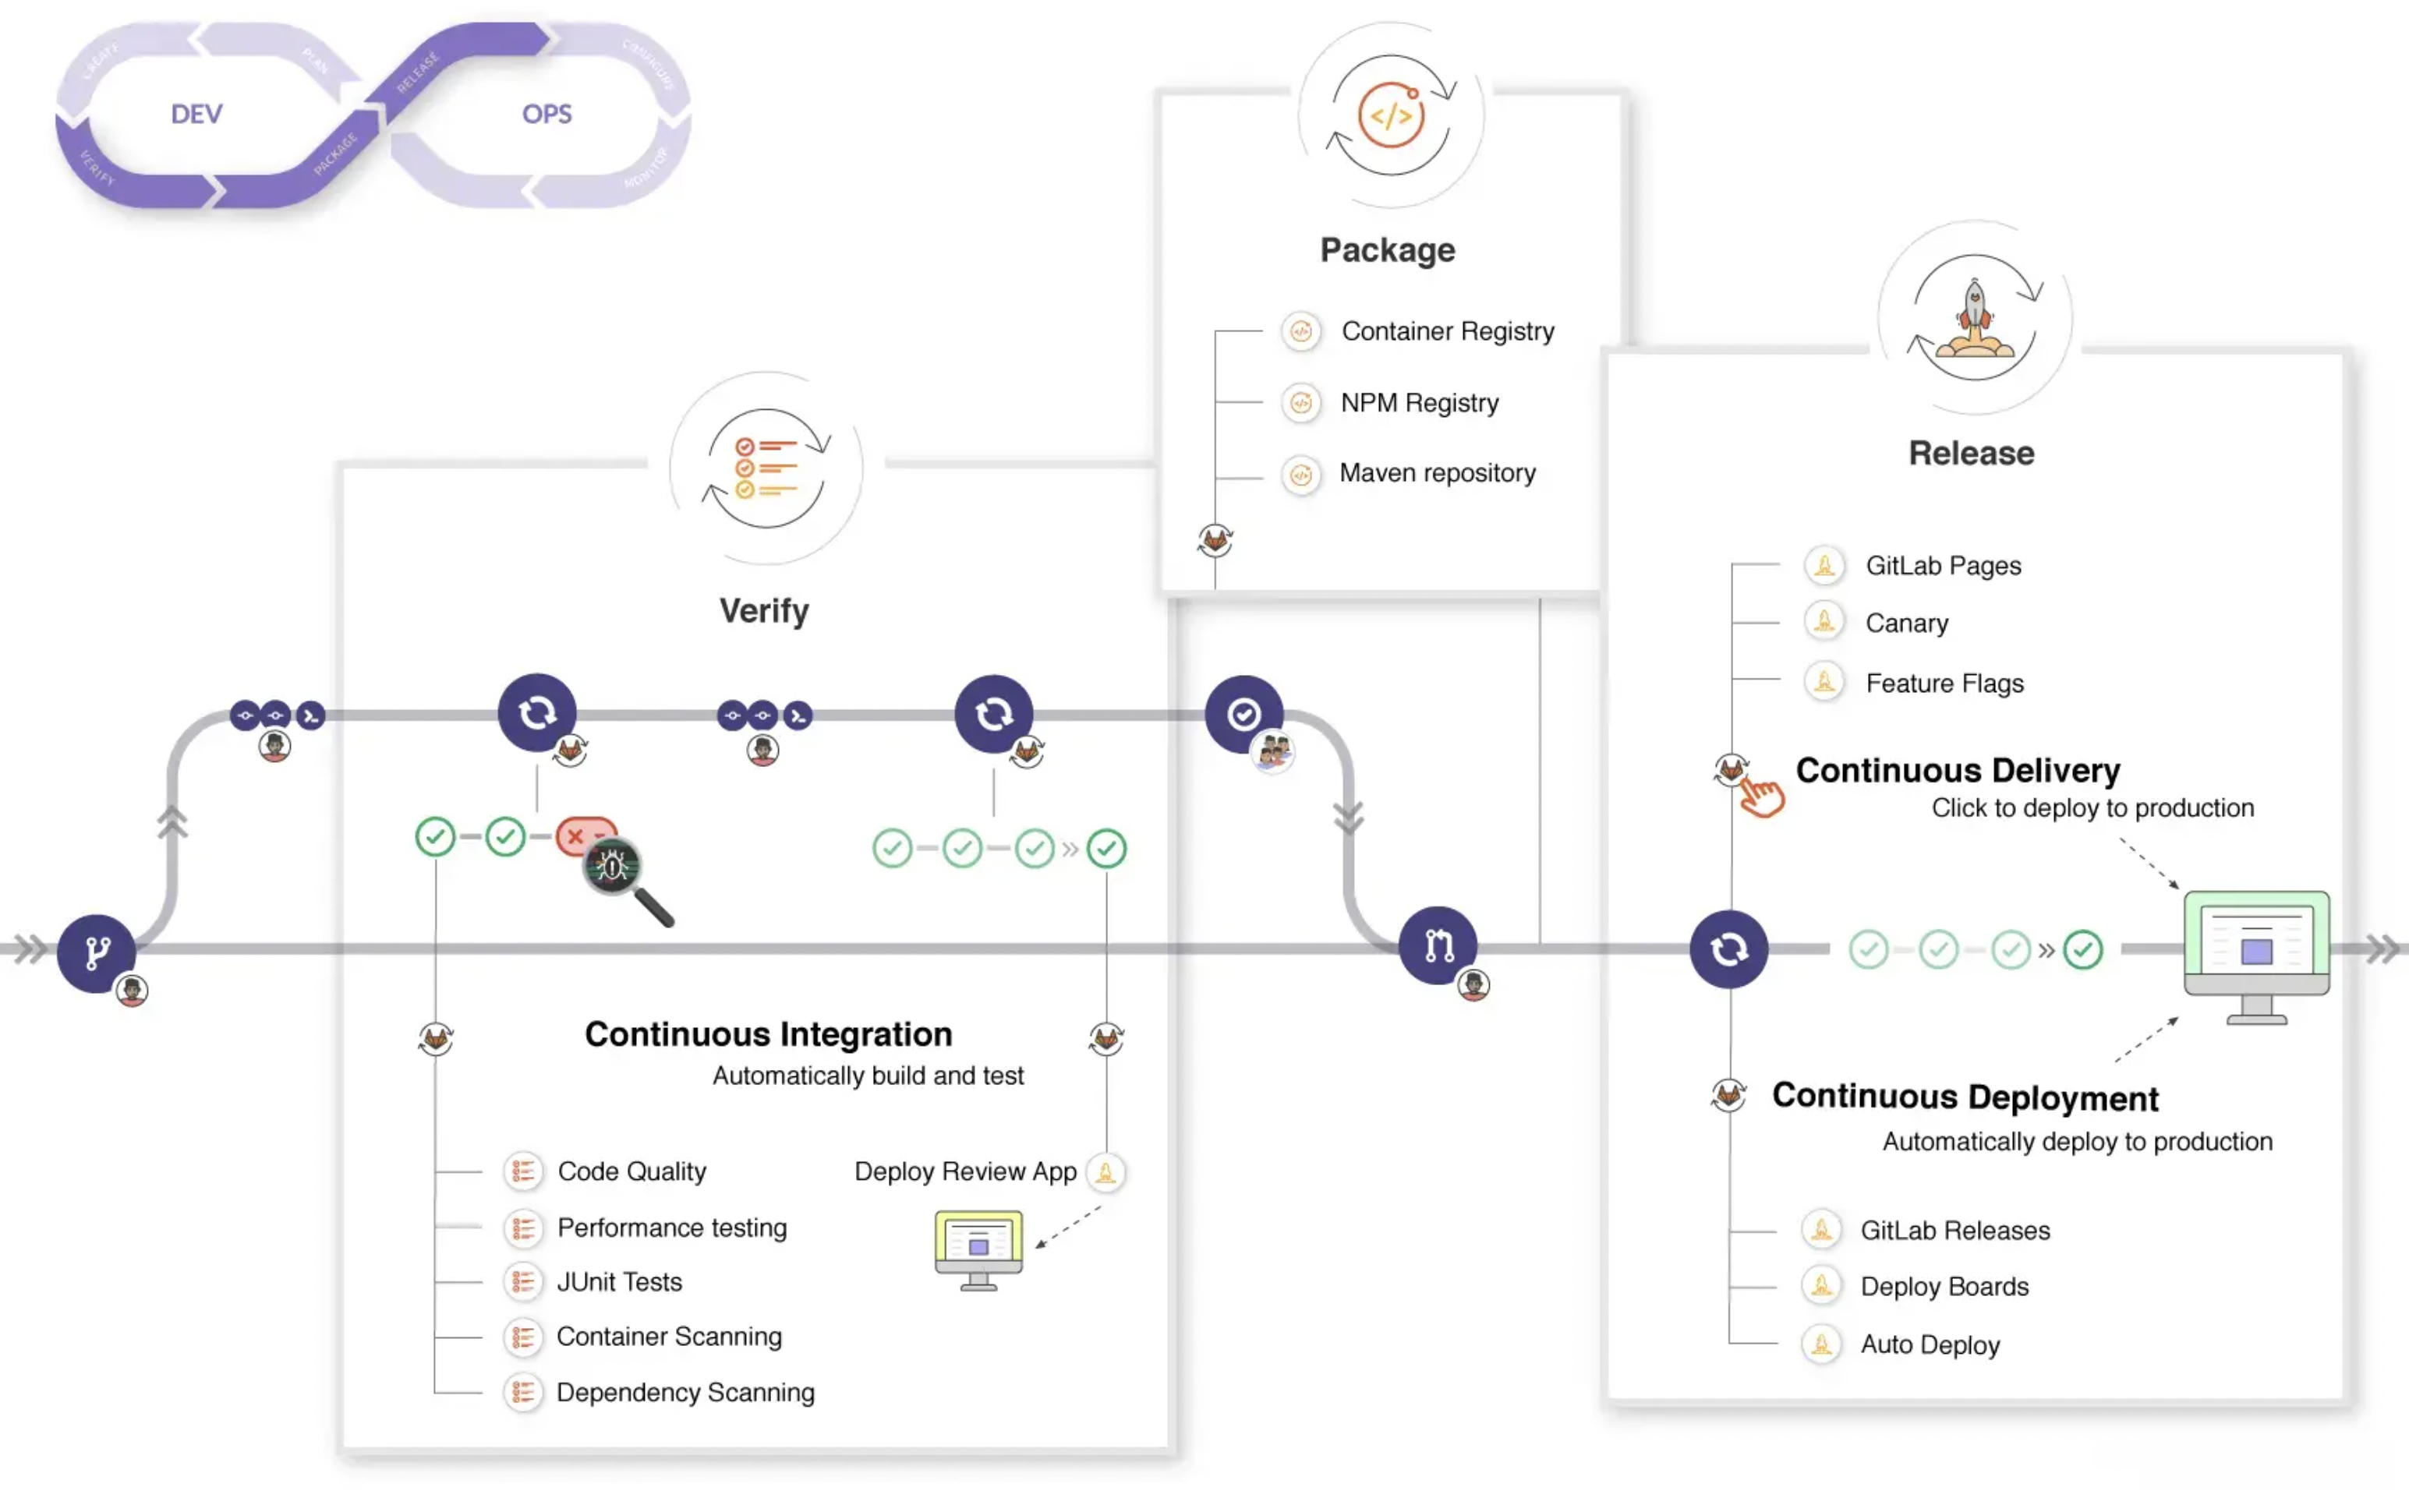 CREATE
PLAN
RELEASE
CONFIGURE
DEV
OPS
VERIFY
PACKAGE
MONITOR
Package
Container Registry
NPM Registry
Maven repository
Verify
Continuous Integration
Automatically build and test
Code Quality
Performance testing
JUnit Tests
Container Scanning
Dependency Scanning
Deploy Review App
Release
GitLab Pages
Canary
Feature Flags
Continuous Delivery
Click to deploy to production
Continuous Deployment
Automatically deploy to production
GitLab Releases
Deploy Boards
Auto Deploy